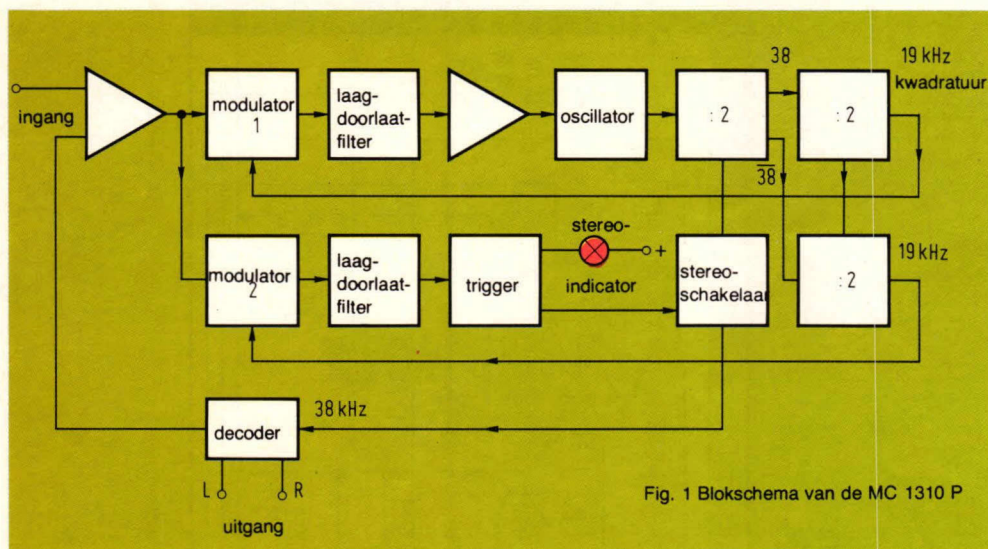 ingang
modulator
1
laag-
doorlaat-
filter
oscillator
: 2
38
38
: 2
19 kHz
kwadratuur
modulator
2
laag-
doorlaat-
filter
trigger
stereo-
+
indicator
stereo-
schakelaar
: 2
19 kHz
38 kHz
decoder
L
R
uitgang
Fig. 1 Blokschema van de MC 1310 P